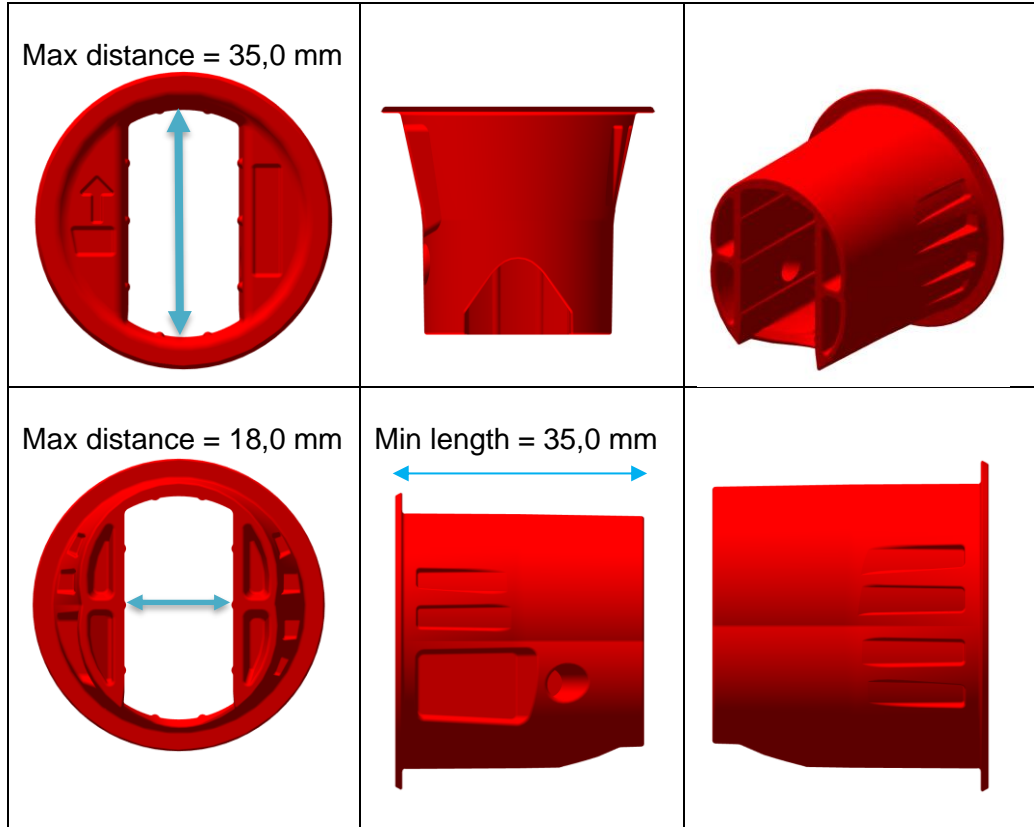 Max distance = 35,0 mm
Max distance = 18,0 mm
Min length = 35,0 mm